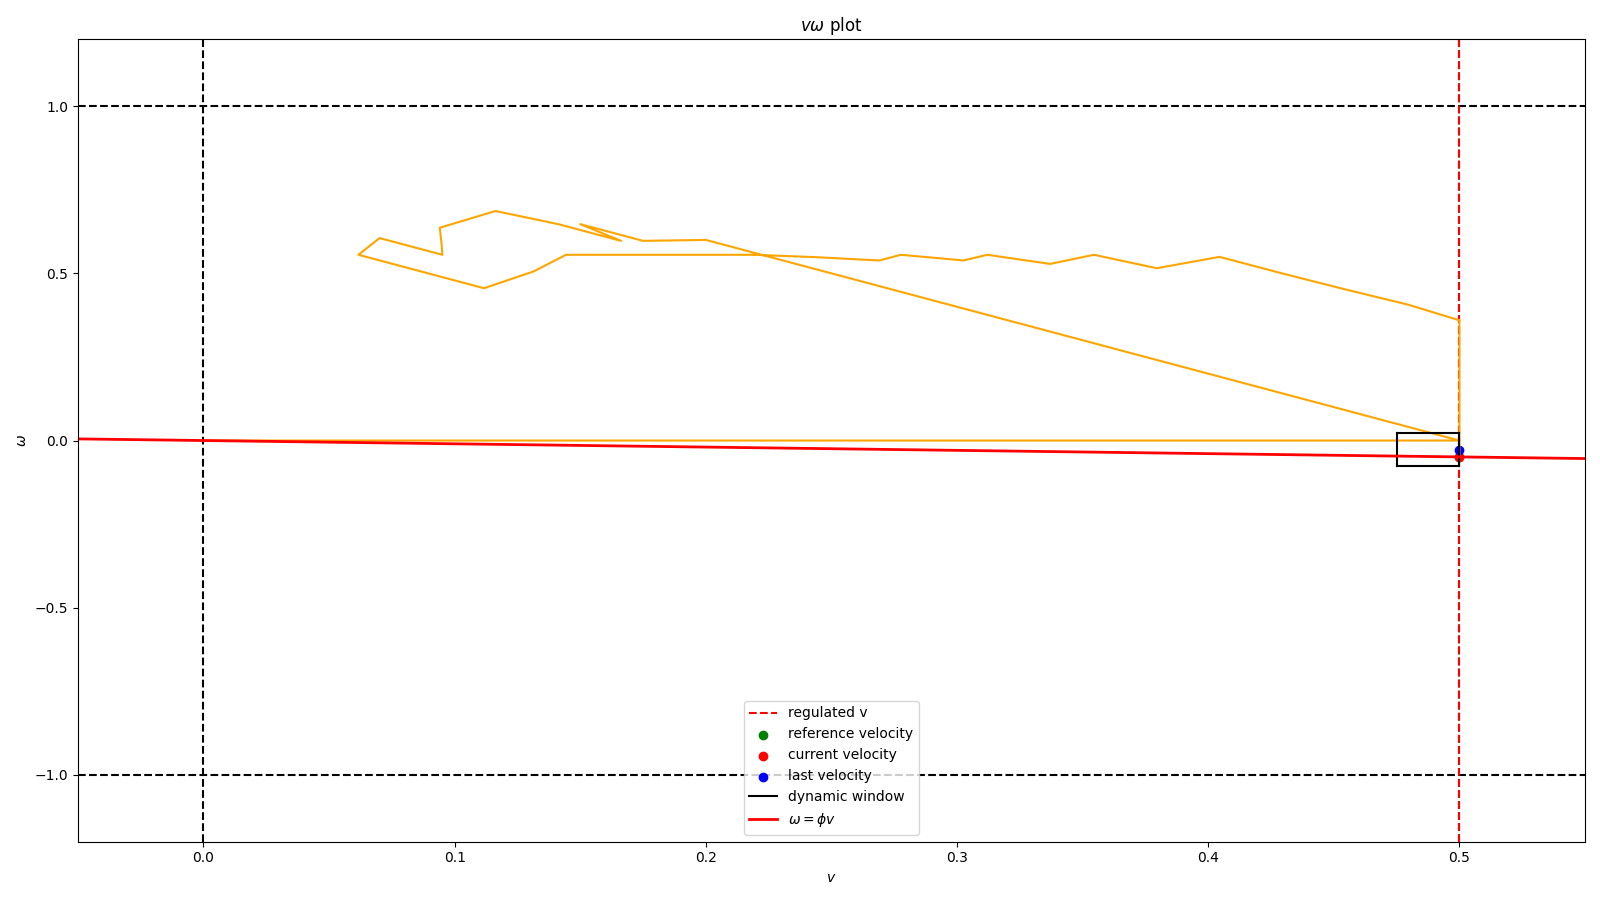 vω plot
1.0
0.5
0.0
−0.5
−1.0
ω
0.0 0.1 0.2 0.3 0.4 0.5
v
regulated v
reference velocity
current velocity
last velocity
dynamic window
ω = ϕv